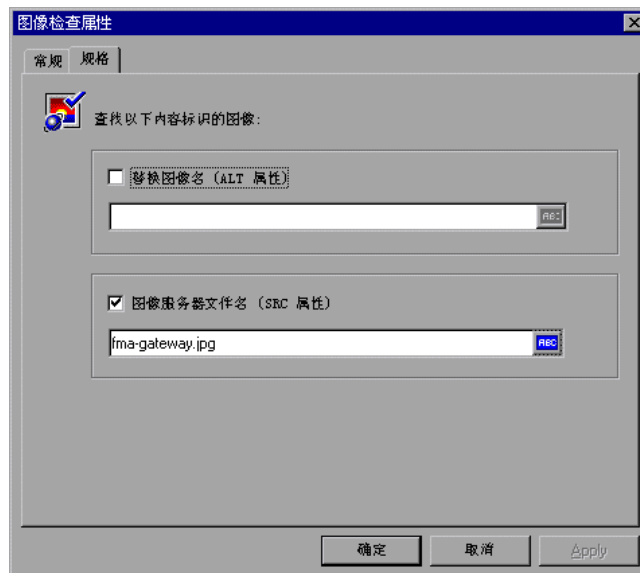 图像检查属性
常规 规格
查找以下内容标识的图像:
替换图像名 (ALT 属性)
ABC
图像服务器文件名 (SRC 属性)
fma-gateway.jpg ABC
确定 取消 Apply